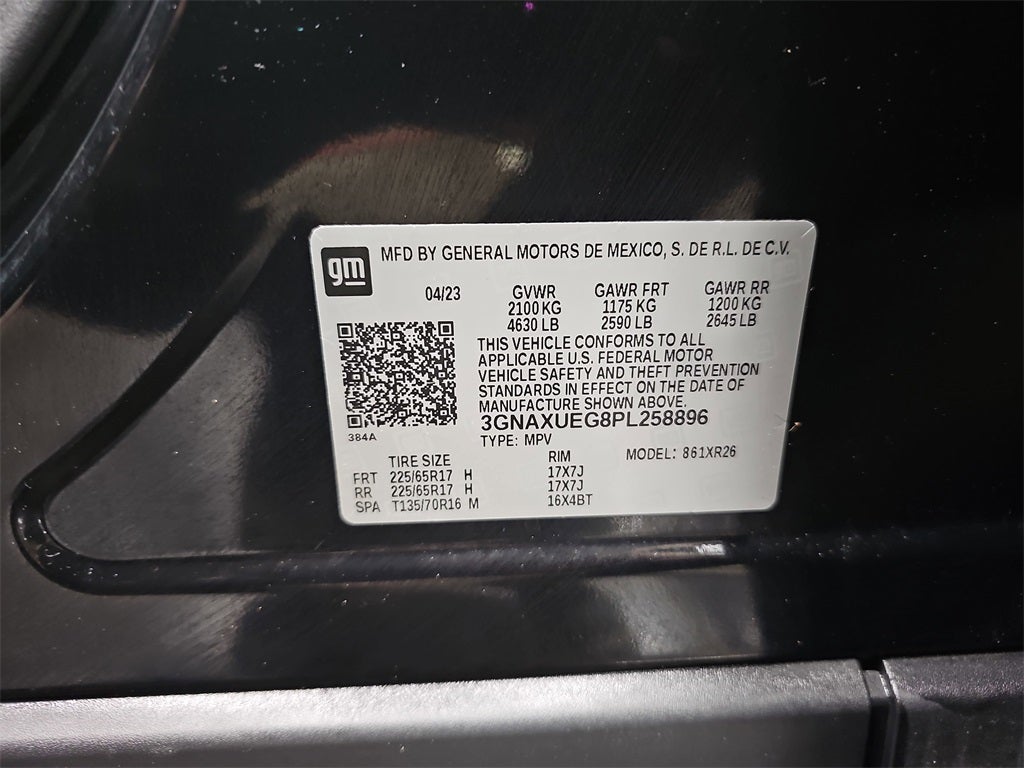 gm
MFD BY GENERAL MOTORS DE MEXICO, S. DE R.L. DE C.V.
04/23 GVWR GAWR FRT GAWR RR
2100 KG 1175 KG 1200 KG
4630 LB 2590 LB 2645 LB
THIS VEHICLE CONFORMS TO ALL
APPLICABLE U.S. FEDERAL MOTOR
VEHICLE SAFETY AND THEFT PREVENTION
STANDARDS IN EFFECT ON THE DATE OF
MANUFACTURE SHOWN ABOVE.
3GNAXUEG8PL258896
384A
TYPE: MPV MODEL: 861XR26
TIRE SIZE RIM
FRT 225/65R17 H 17X7J
RR 225/65R17 H 17X7J
SPA T135/70R16 M 16X4BT